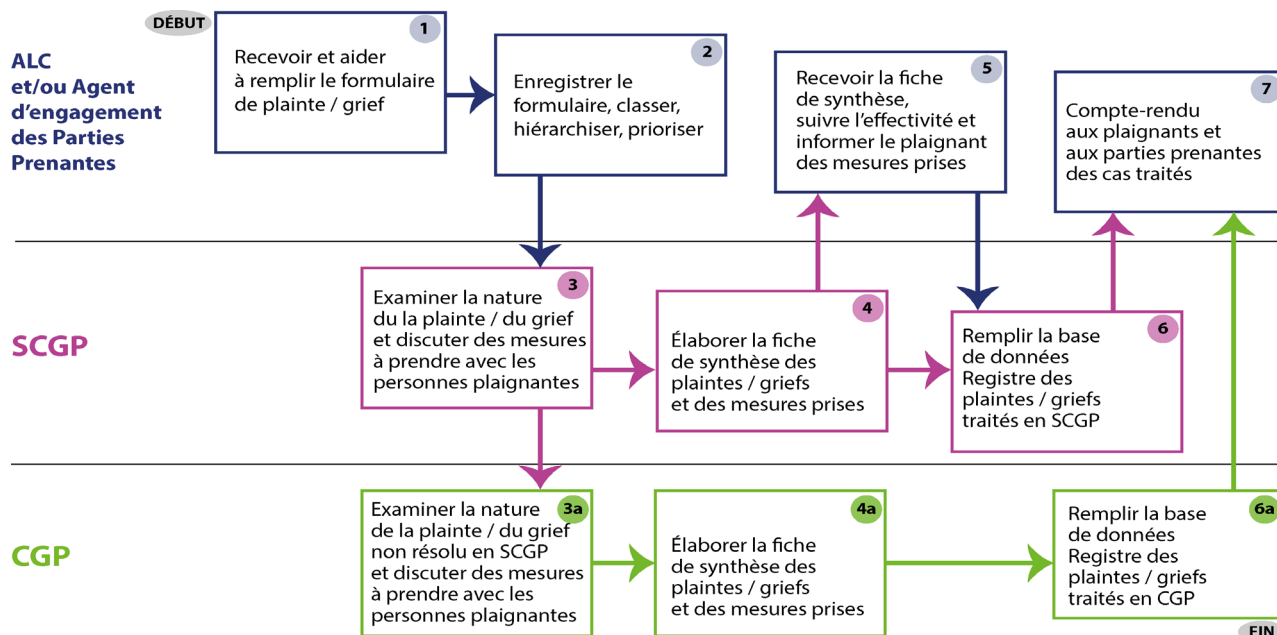 DÉBUT
ALC
et/ou Agent
d’engagement
des Parties
Prenantes
1
Recevoir et aider
à remplir le formulaire
de plainte / grief
2
Enregistrer le
formulaire, classer,
hiérarchiser, prioriser
5
Recevoir la fiche
de synthèse,
suivre l’effectivité et
informer le plaignant
des mesures prises
7
Compte-rendu
aux plaignants et
aux parties prenantes
des cas traités
SCGP
3
Examiner la nature
du la plainte / du grief
et discuter des mesures
à prendre avec les
personnes plaignantes
4
Élaborer la fiche
de synthèse des
plaintes / griefs
et des mesures prises
6
Remplir la base
de données
Registre des
plaintes / griefs
traités en SCGP
CGP
3a
Examiner la nature
de la plainte / du grief
non résolu en SCGP
et discuter des mesures
à prendre avec les
personnes plaignantes
4a
Élaborer la fiche
de synthèse des
plaintes / griefs
et des mesures prises
6a
Remplir la base
de données
Registre des
plaintes / griefs
traités en CGP
FIN